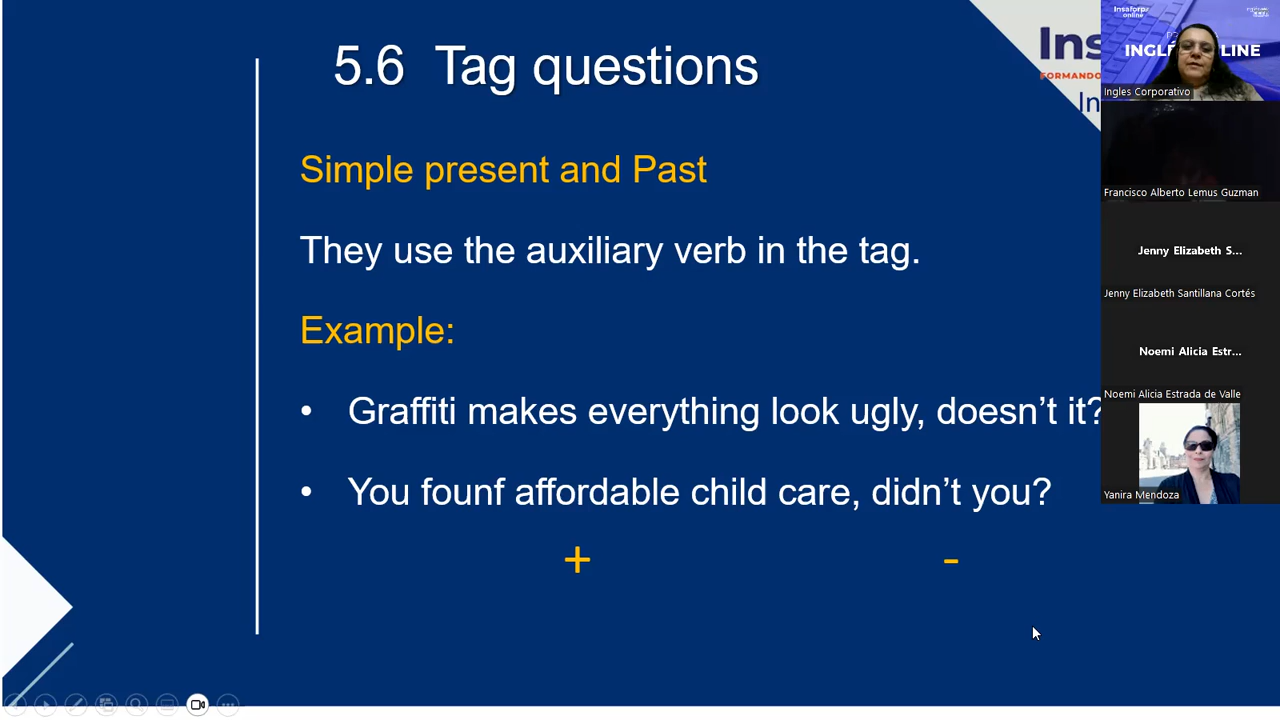 5.6 Tag questions
Simple present and Past
They use the auxiliary verb in the tag.
Example:
• Graffiti makes everything look ugly, doesn’t it?
• You founf affordable child care, didn’t you?
+ -
Ins
FORMANDO
In
Insaforp
online
INGL LINE
Ingles Corporativo
Francisco Alberto Lemus Guzman
Jenny Elizabeth S...
Jenny Elizabeth Santillana Cortés
Noemi Alicia Estr...
Noemi Alicia Estrada de Valle
Yanira Mendoza